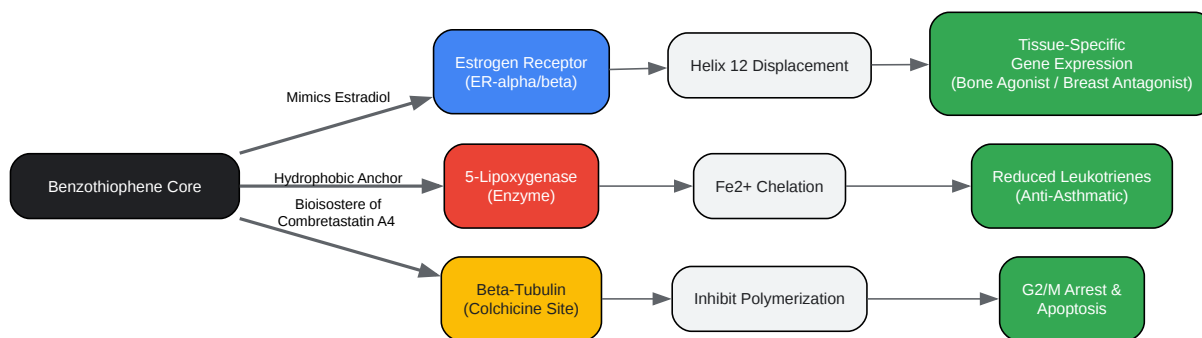 Benzothiophene Core
Mimics Estradiol
Estrogen Receptor
(ER-alpha/beta)
Helix 12 Displacement
Tissue-Specific
Gene Expression
(Bone Agonist / Breast Antagonist)
Hydrophobic Anchor
5-Lipoxygenase
(Enzyme)
Fe2+ Chelation
Reduced Leukotrienes
(Anti-Asthmatic)
Bioisostere of
Combretastatin A4
Beta-Tubulin
(Colchicine Site)
Inhibit Polymerization
G2/M Arrest &
Apoptosis